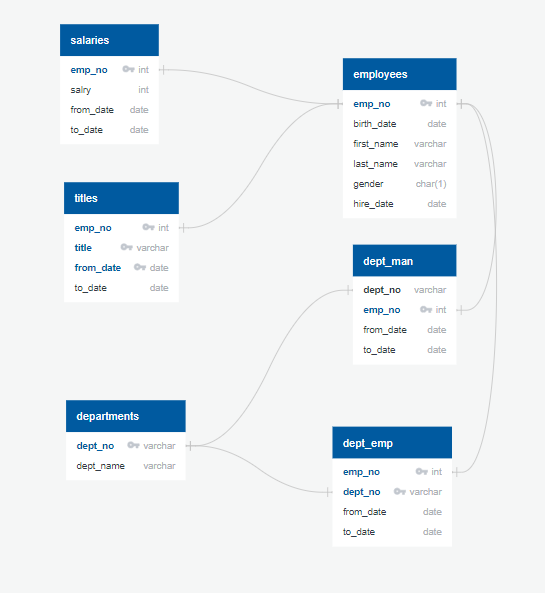 salaries
emp_no int
salry int
from_date date
to_date date
employees
emp_no int
birth_date date
first_name varchar
last_name varchar
gender char(1)
hire_date date
titles
emp_no int
title varchar
from_date date
to_date date
dept_man
dept_no varchar
emp_no int
from_date date
to_date date
departments
dept_no varchar
dept_name varchar
dept_emp
emp_no int
dept_no varchar
from_date date
to_date date